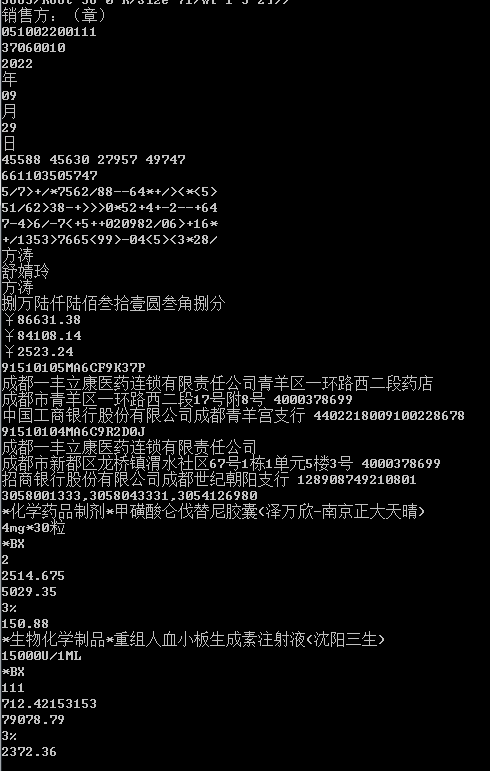 销售方:(章)
051002200111
37060010
2022
年
09
月
29
日
45588 45630 27957 49747
661103505747
5/7>+/*7562/88--64*+/><*<5>
51/62>38-+>>>0*52+4+-2--+64
7-4>6/-7<+5++020982/06>+16*
+/1353>7665<99>-04<5><3*28/
方涛
舒婧玲
方涛
捌万陆仟陆佰叁拾壹圆叁角捌分
¥86631.38
¥84108.14
¥2523.24
91510105MA6CF9K37P
成都一丰立康医药连锁有限责任公司青羊区一环路西二段药店
成都市青羊区一环路西二段17号附8号 4000378699
中国工商银行股份有限公司成都青羊宫支行 4402218009100228678
91510104MA6C9R2D0J
成都一丰立康医药连锁有限责任公司
成都市新都区龙桥镇渭水社区67号1栋1单元5楼3号 4000378699
招商银行股份有限公司成都世纪朝阳支行 128908749210801
3058001333,3058043331,3054126980
*化学药品制剂*甲磺酸仑伐替尼胶囊(泽万欣-南京正大天晴)
4mg*30粒
*BX
2
2514.675
5029.35
3%
150.88
*生物化学制品*重组人血小板生成素注射液(沈阳三生)
15000U/1ML
*BX
111
712.42153153
79078.79
3%
2372.36